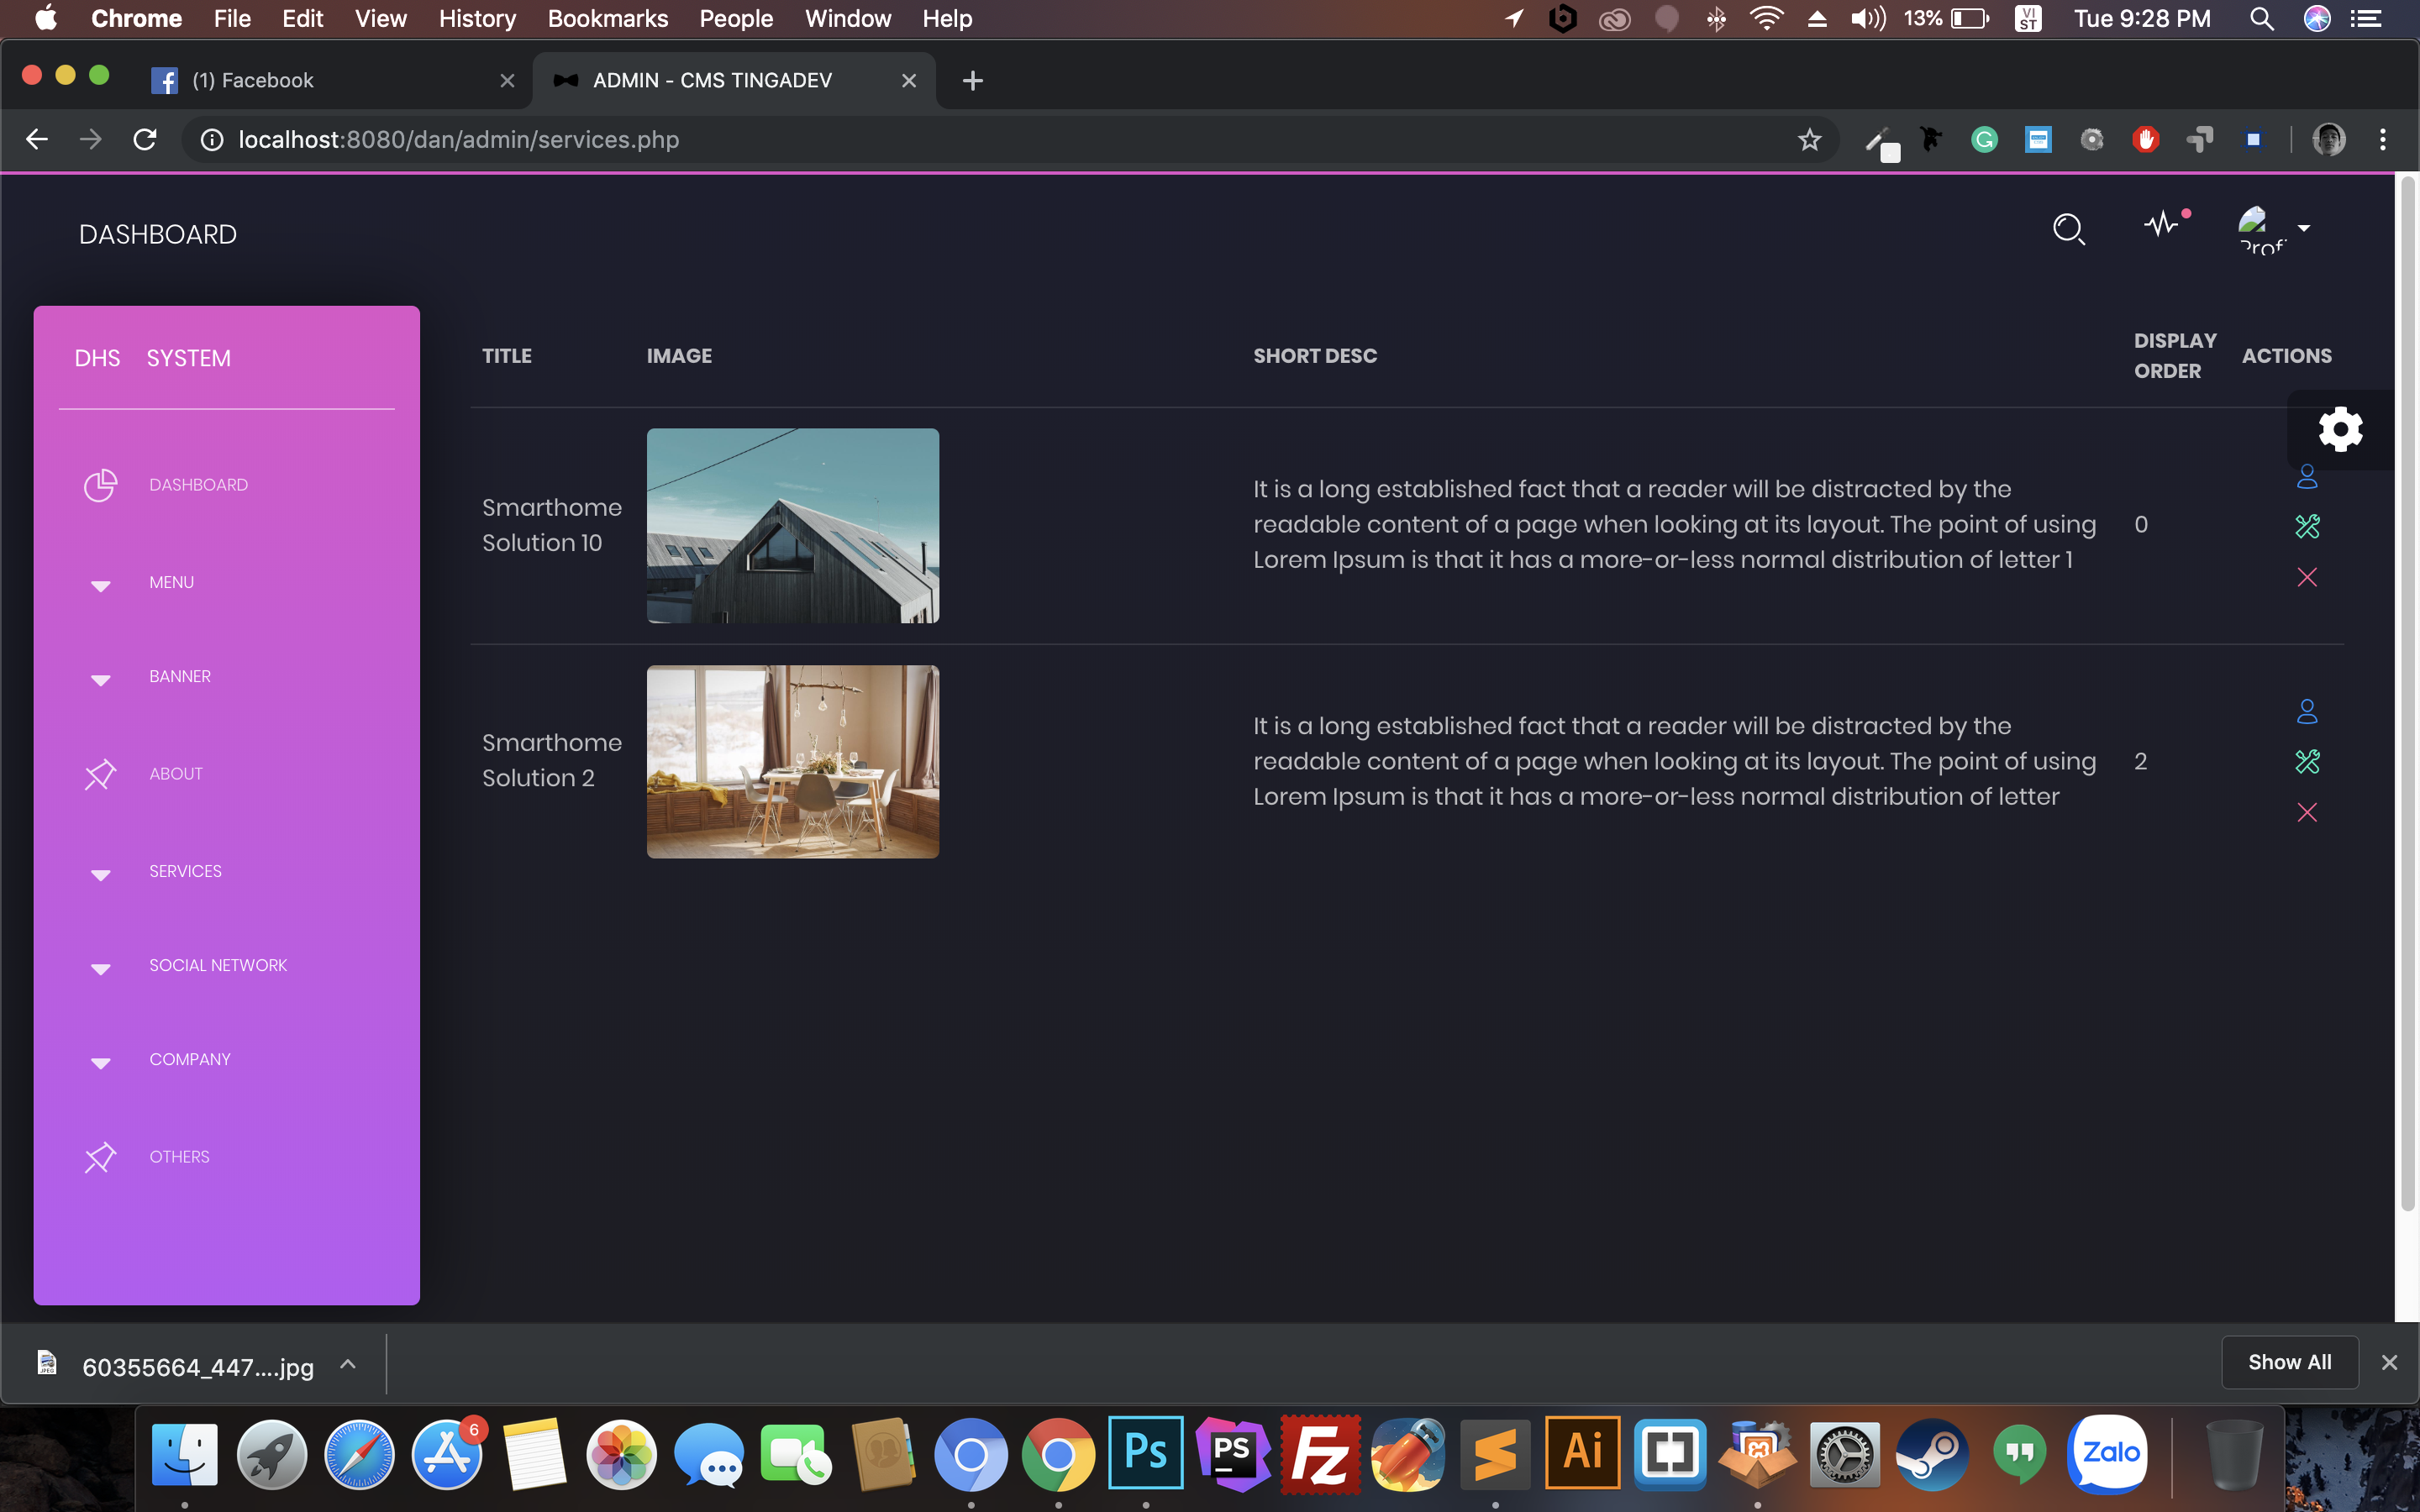 Chrome File Edit View History Bookmarks People Window Help 13% VI ST Tue 9:28 PM
(1) Facebook
ADMIN - CMS TINGADEV
localhost:8080/dan/admin/services.php
DASHBOARD
Prof
DHS SYSTEM
DASHBOARD
MENU
BANNER
ABOUT
SERVICES
SOCIAL NETWORK
COMPANY
OTHERS
TITLE IMAGE SHORT DESC DISPLAY ORDER ACTIONS
Smarthome
Solution 10
It is a long established fact that a reader will be distracted by the
readable content of a page when looking at its layout. The point of using
Lorem Ipsum is that it has a more-or-less normal distribution of letter 1
0
Smarthome
Solution 2
It is a long established fact that a reader will be distracted by the
readable content of a page when looking at its layout. The point of using
Lorem Ipsum is that it has a more-or-less normal distribution of letter
2
60355664_447....jpg
Show All
6
Ps
PS
Fz
Ai
Zalo